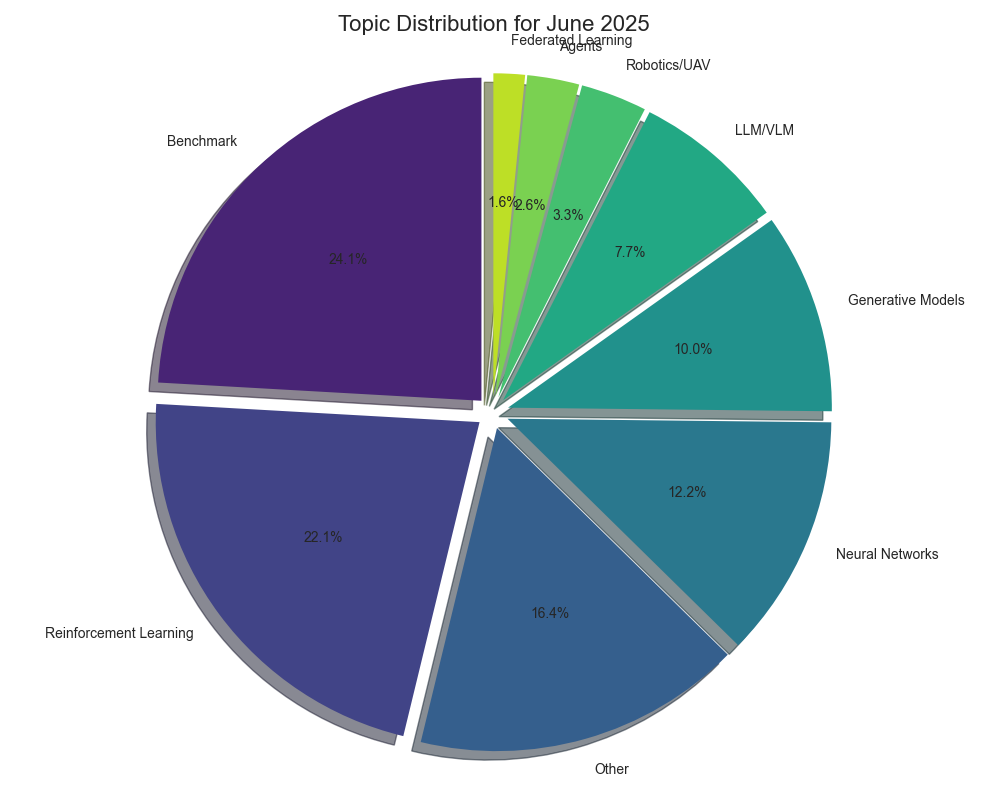 Topic Distribution for June 2025
Federated Learning
Agents
Robotics/UAV
LLM/VLM
Benchmark
1.6%
2.6%
3.3%
7.7%
24.1%
Generative Models
10.0%
12.2%
22.1%
Neural Networks
16.4%
Reinforcement Learning
Other